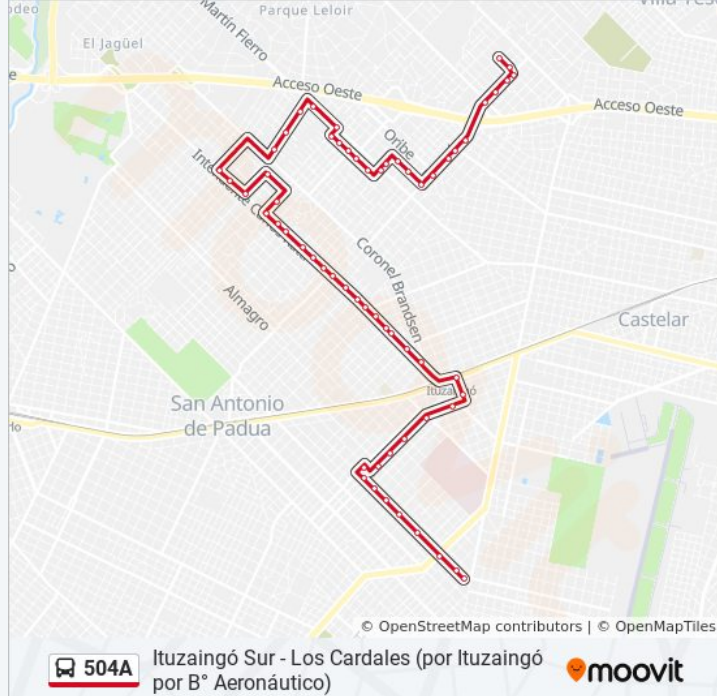 Martín Fierro
Parque Leloir
El Jagüel
Acceso Oeste
Acceso Oeste
Oribe
Coronel Brandsen
Almagro
Castelar
Ituzaingó
San Antonio
de Padua
© OpenStreetMap contributors | © OpenMapTiles
504A
Ituzaingó Sur - Los Cardales (por Ituzaingó
por B° Aeronáutico)
moovit